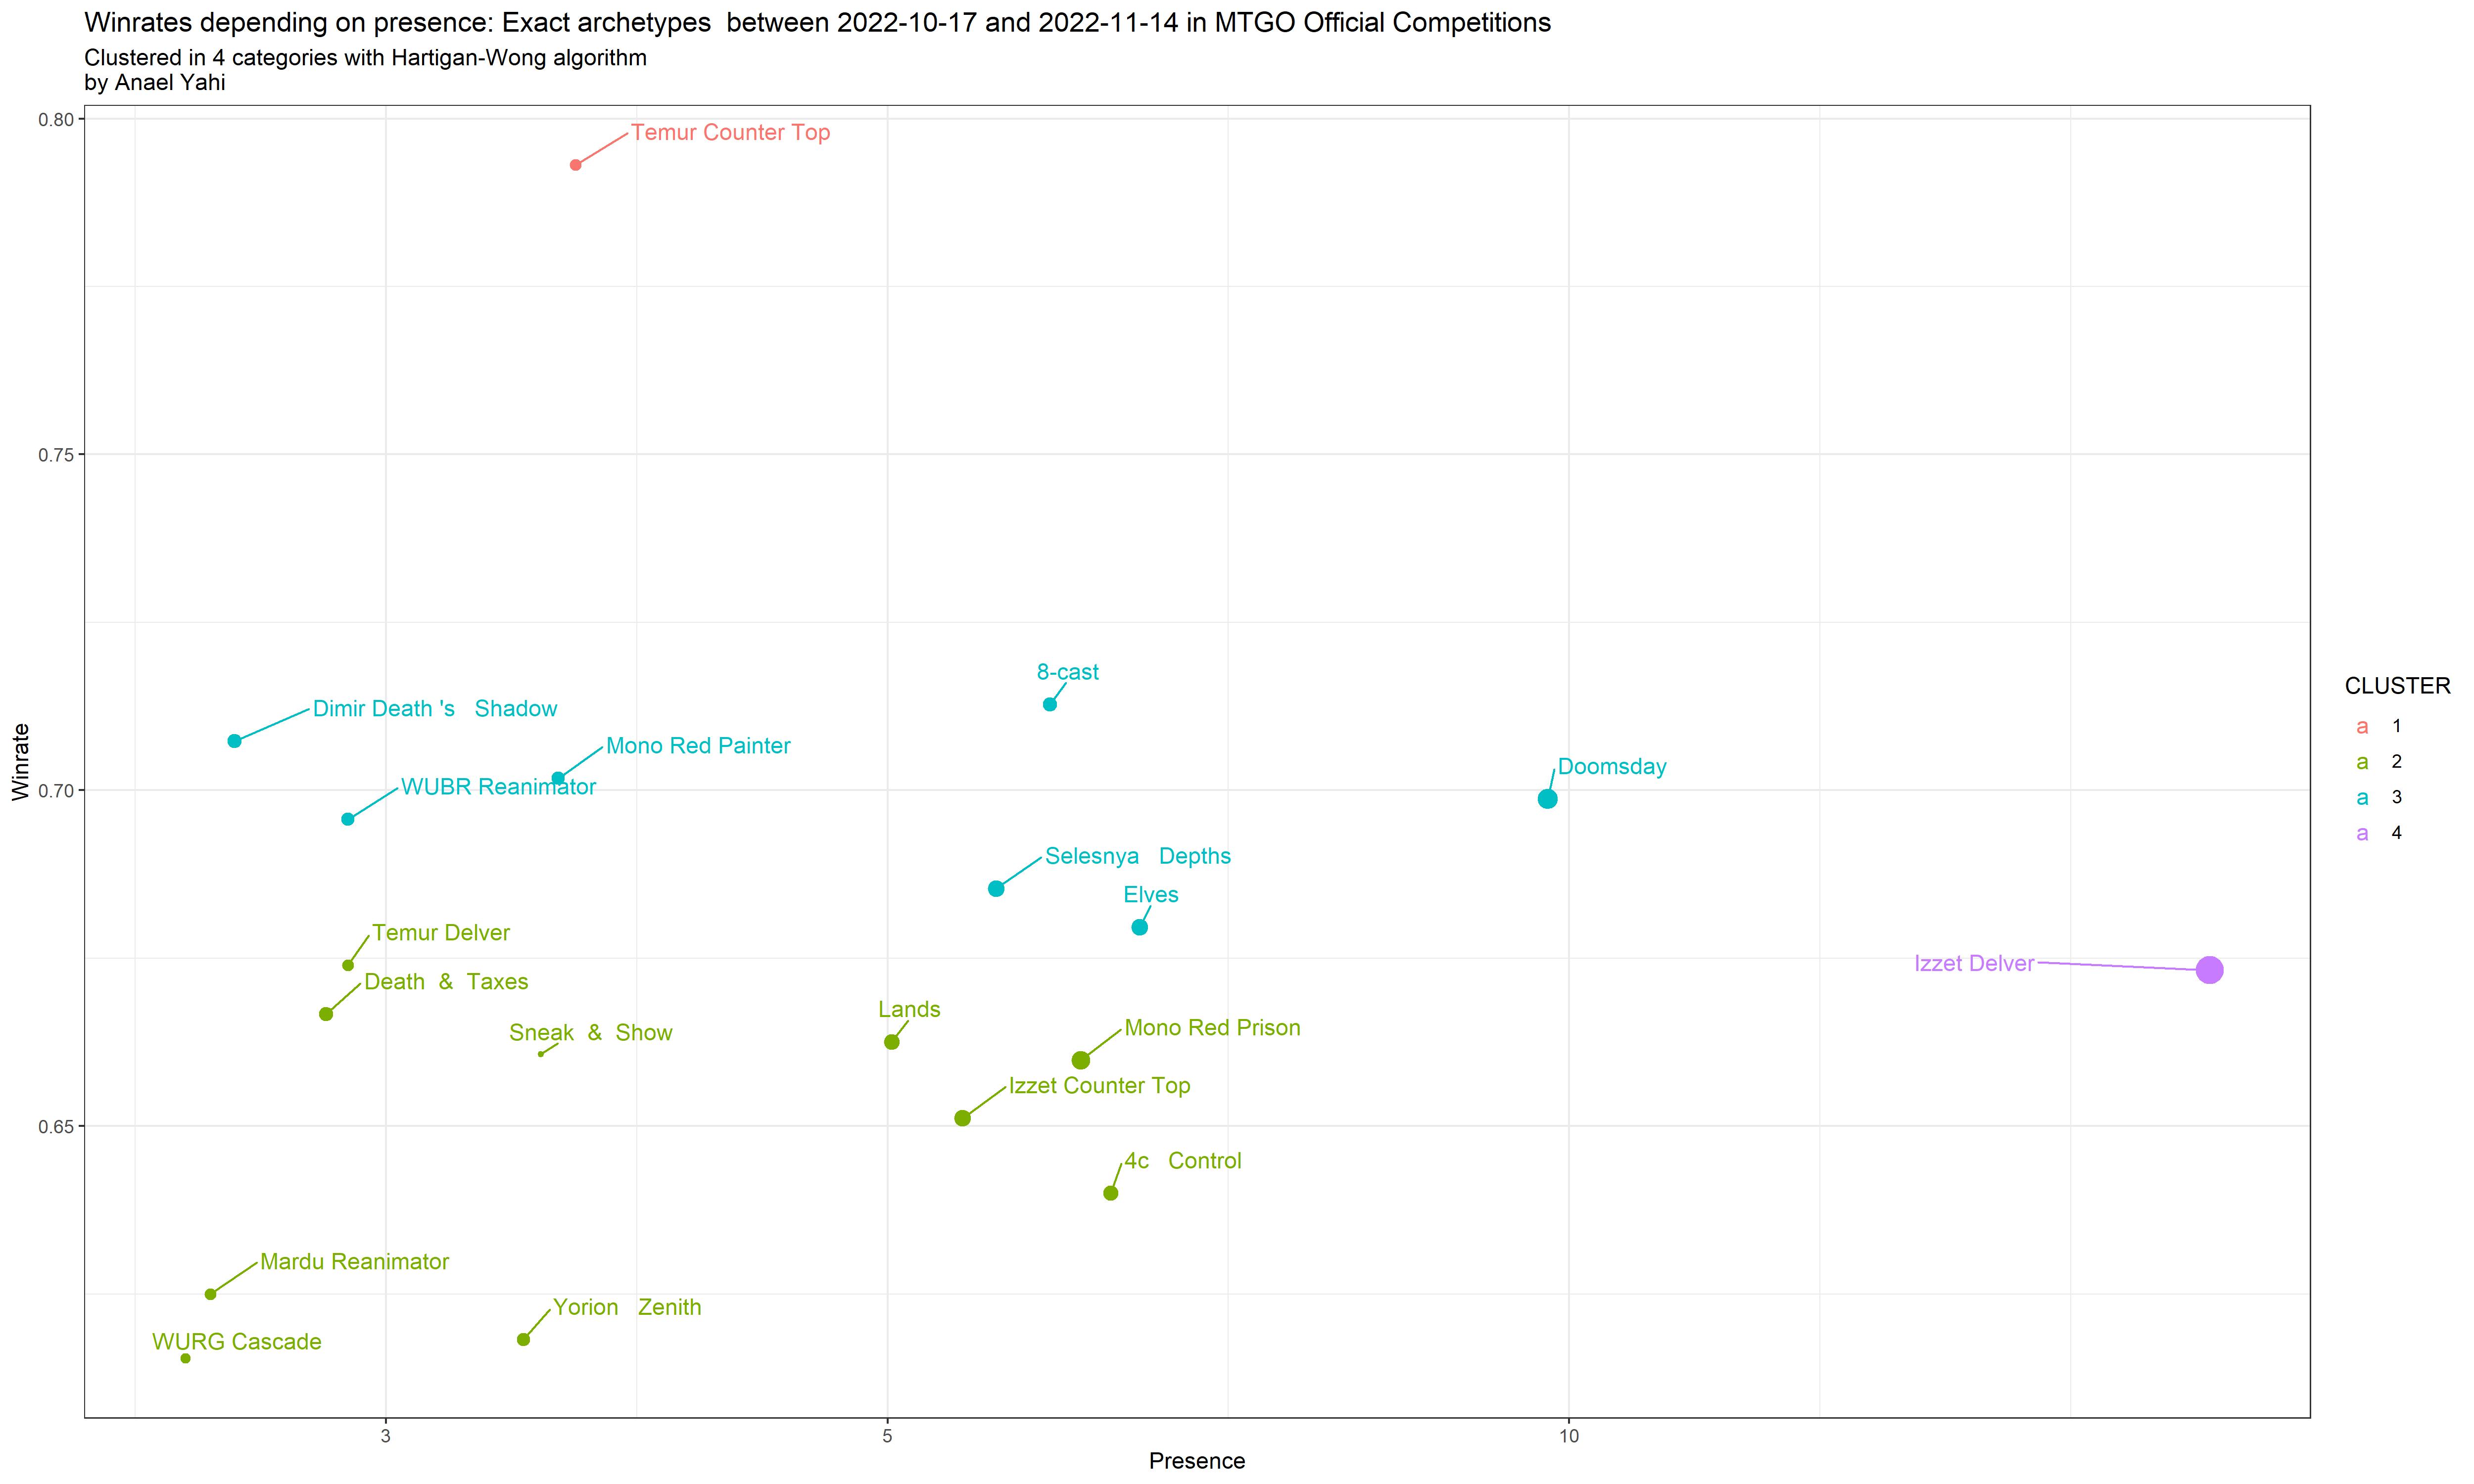 Winrates depending on presence: Exact archetypes  between 2022-10-17 and 2022-11-14 in MTGO Official Competitions
Clustered in 4 categories with Hartigan-Wong algorithm
by Anael Yahi
0.80
Temur Counter Top
0.75
8-cast
Dimir Death 's   Shadow
Mono Red Painter
Doomsday
WUBR Reanimator
0.70
Selesnya   Depths
Elves
Temur Delver
Izzet Delver
Death  &  Taxes
Lands
Sneak  &  Show
Mono Red Prison
Izzet Counter Top
0.65
4c   Control
Mardu Reanimator
Yorion   Zenith
WURG Cascade
Winrate
3
5
10
Presence
CLUSTER
a 1
a 2
a 3
a 4